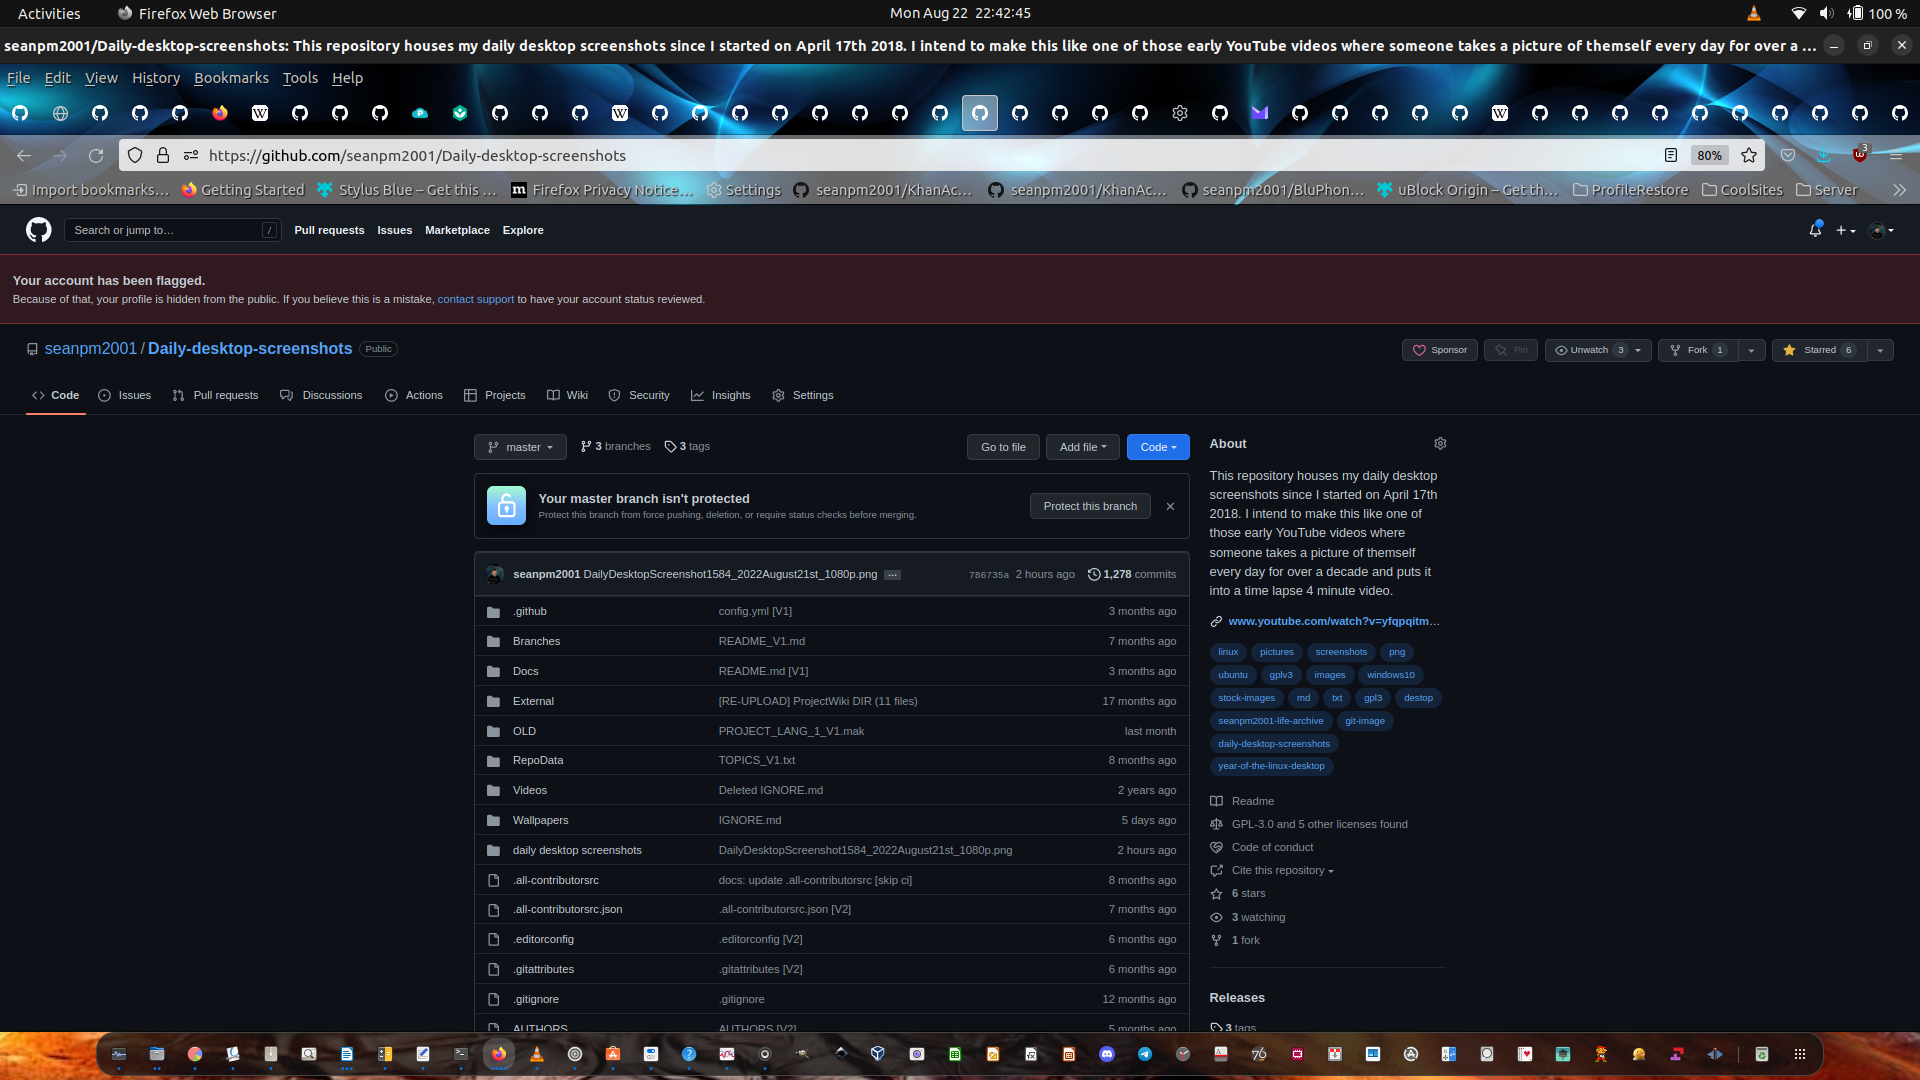 Activities
Firefox Web Browser
Mon Aug 22 22:42:45
100 %
seanpm2001/Daily-desktop-screenshots: This repository houses my daily desktop screenshots since I started on April 17th 2018. I intend to make this like one of those early YouTube videos where someone takes a picture of themself every day for over a ...
File Edit View History Bookmarks Tools Help
https://github.com/seanpm2001/Daily-desktop-screenshots
80%
3
Import bookmarks...
Getting Started
Stylus Blue – Get this ...
Firefox Privacy Notice...
Settings
seanpm2001/KhanAc...
seanpm2001/KhanAc...
seanpm2001/BluPhon...
uBlock Origin – Get th...
ProfileRestore
CoolSites
Server
Search or jump to...
/
Pull requests Issues Marketplace Explore
Your account has been flagged.
Because of that, your profile is hidden from the public. If you believe this is a mistake, contact support to have your account status reviewed.
seanpm2001 / Daily-desktop-screenshots Public
Sponsor
Pin
Unwatch 3
Fork 1
Starred 6
Code
Issues
Pull requests
Discussions
Actions
Projects
Wiki
Security
Insights
Settings
master
3 branches
3 tags
Go to file
Add file
Code
Your master branch isn't protected
Protect this branch from force pushing, deletion, or require status checks before merging.
Protect this branch
seanpm2001 DailyDesktopScreenshot1584_2022August21st_1080p.png ...
786735a 2 hours ago
1,278 commits
.github config.yml [V1] 3 months ago
Branches README_V1.md 7 months ago
Docs README.md [V1] 3 months ago
External [RE-UPLOAD] ProjectWiki DIR (11 files) 17 months ago
OLD PROJECT_LANG_1_V1.mak last month
RepoData TOPICS_V1.txt 8 months ago
Videos Deleted IGNORE.md 2 years ago
Wallpapers IGNORE.md 5 days ago
daily desktop screenshots DailyDesktopScreenshot1584_2022August21st_1080p.png 2 hours ago
.all-contributorsrc docs: update .all-contributorsrc [skip ci] 8 months ago
.all-contributorsrc.json .all-contributorsrc.json [V2] 7 months ago
.editorconfig .editorconfig [V2] 6 months ago
.gitattributes .gitattributes [V2] 6 months ago
.gitignore .gitignore 12 months ago
AUTHORS AUTHORS [V2] 5 months ago
About
This repository houses my daily desktop
screenshots since I started on April 17th
2018. I intend to make this like one of
those early YouTube videos where
someone takes a picture of themself
every day for over a decade and puts it
into a time lapse 4 minute video.
www.youtube.com/watch?v=yfqpqitm...
linux pictures screenshots png
ubuntu gplv3 images windows10
stock-images md txt gpl3 destop
seanpm2001-life-archive git-image
daily-desktop-screenshots
year-of-the-linux-desktop
Readme
GPL-3.0 and 5 other licenses found
Code of conduct
Cite this repository
6 stars
3 watching
1 fork
Releases
3 tags